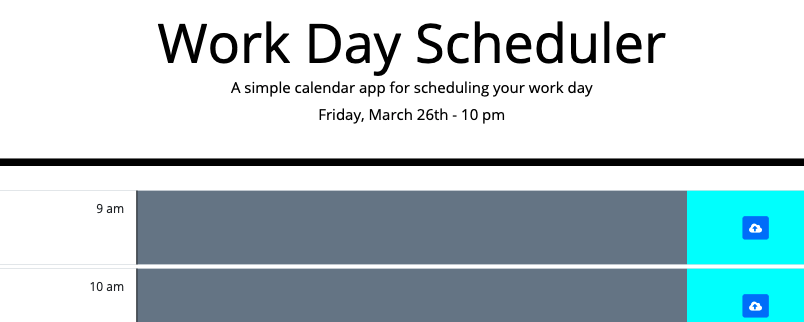 Work Day Scheduler
A simple calendar app for scheduling your work day
Friday, March 26th - 10 pm
9 am
10 am